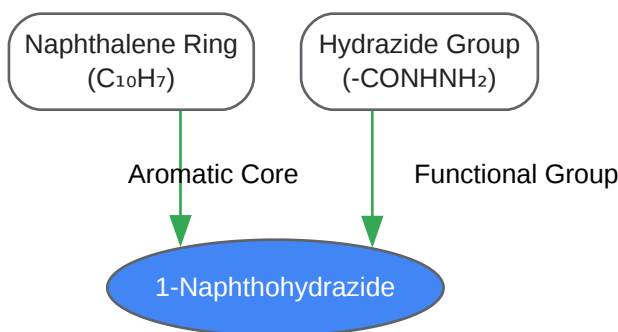 Naphthalene Ring
(C₁₀H₇)
Hydrazide Group
(-CONHNH₂)
Aromatic Core
Functional Group
1-Naphthohydrazide